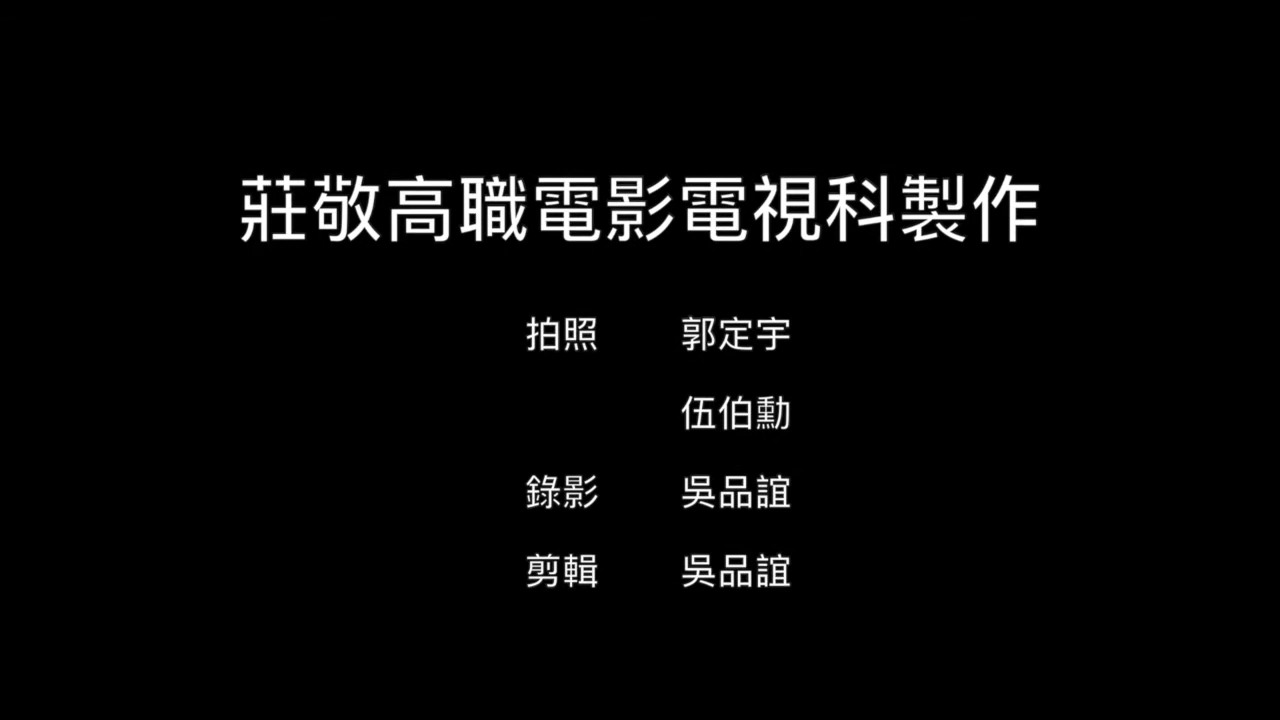 莊敬高職電影電視科製作
拍照 郭定宇
伍伯勳
錄影 吳品誼
剪輯 吳品誼